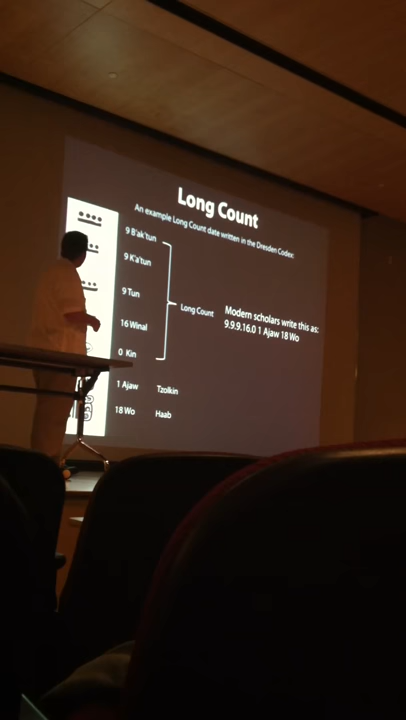 Long Count
An example Long Count date written in the Dresden Codex:
9 B'ak'tun
9 K'a'tun
9 Tun
16 Winal
0 Kin
Long Count
Modern scholars write this as:
9.9.9.16.0 1 Ajaw 18 Wo
1 Ajaw Tzolkin
18 Wo Haab